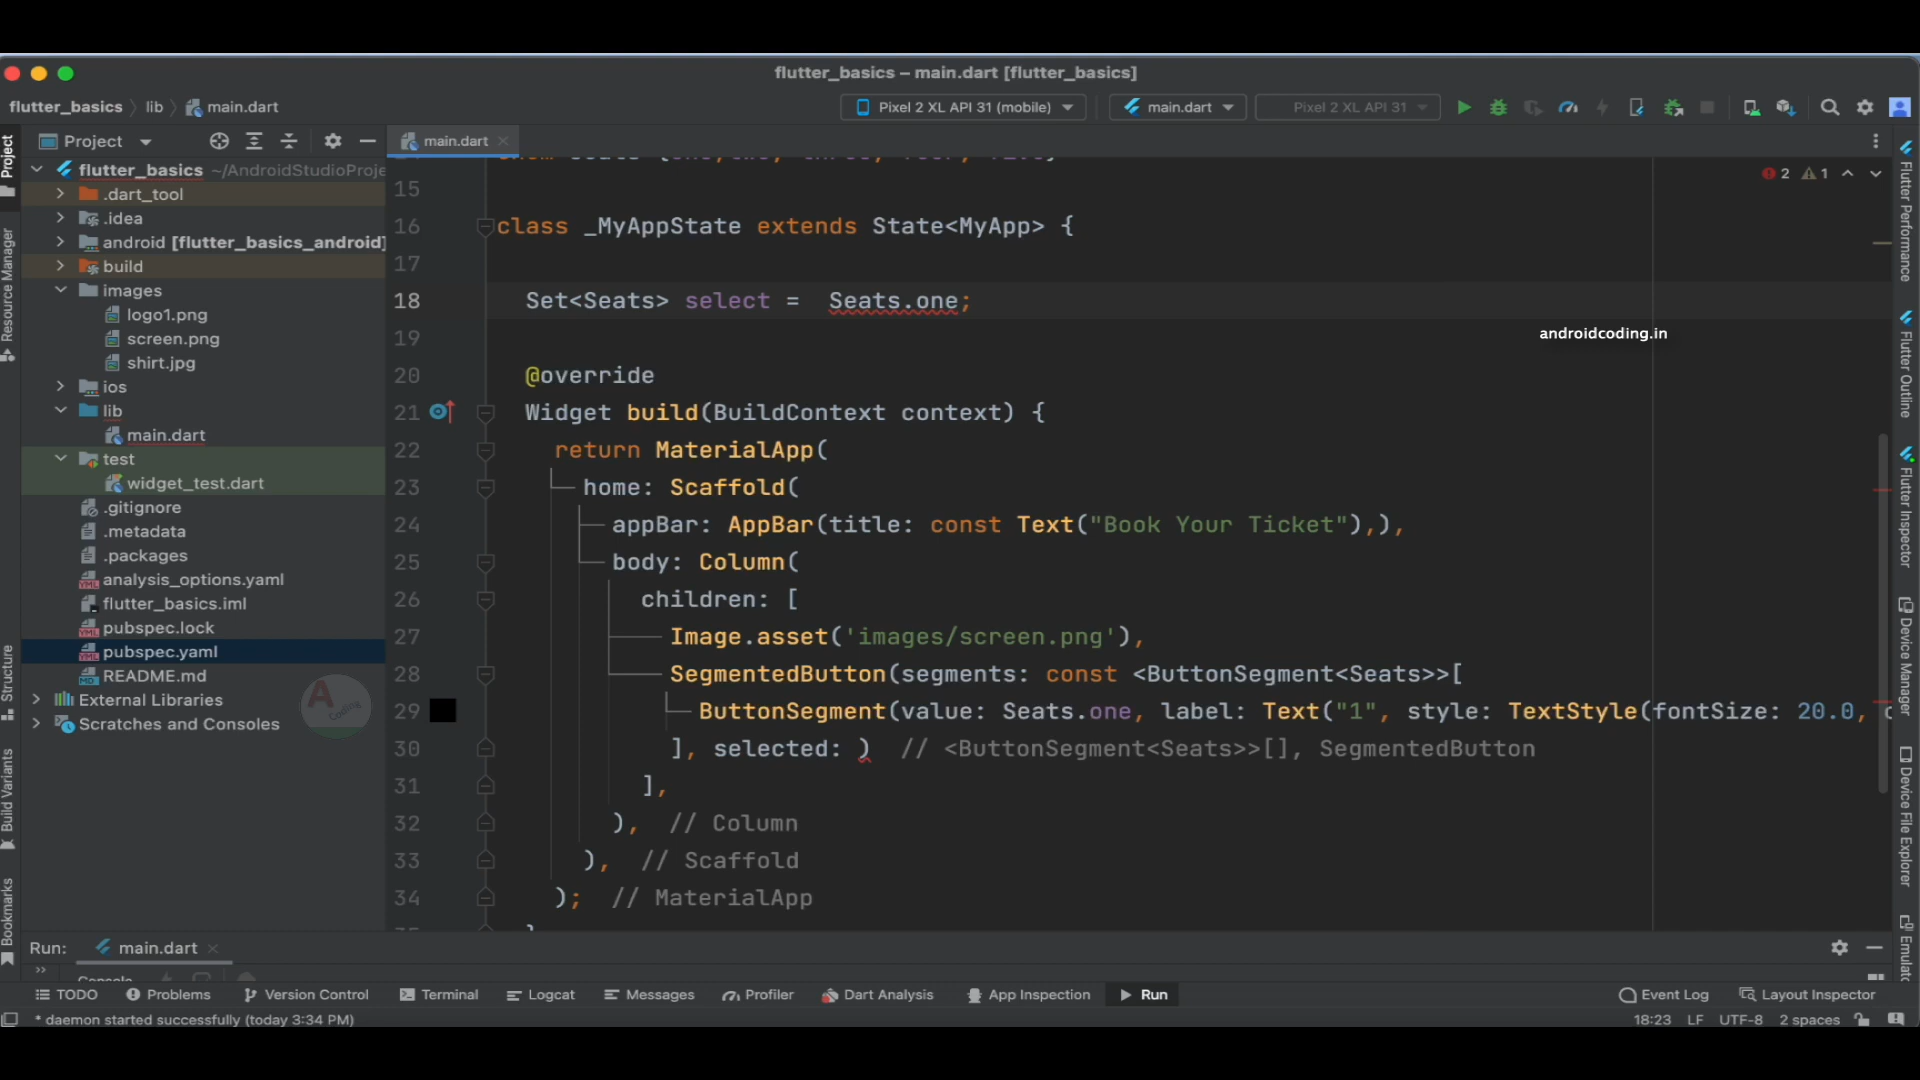 flutter_basics – main.dart [flutter_basics]
flutter_basics
lib
main.dart
Pixel 2 XL API 31 (mobile)
main.dart
Pixel 2 XL API 31
Project
main.dart
flutter_basics ~/AndroidStudioProje
.dart_tool
.idea
android [flutter_basics_android]
build
images
logo1.png
screen.png
shirt.jpg
ios
lib
main.dart
test
widget_test.dart
.gitignore
.metadata
.packages
analysis_options.yaml
flutter_basics.iml
pubspec.lock
pubspec.yaml
README.md
External Libraries
Scratches and Consoles
A Coding
Project
Resource Manager
Structure
Build Variants
Bookmarks
2 1
15
16 class _MyAppState extends State<MyApp> {
17
18 Set<Seats> select =  Seats.one;
19
androidcoding.in
20 @override
21 Widget build(BuildContext context) {
22 return MaterialApp(
23 home: Scaffold(
24 appBar: AppBar(title: const Text("Book Your Ticket"),),
25 body: Column(
26 children: [
27 Image.asset('images/screen.png'),
28 SegmentedButton(segments: const <ButtonSegment<Seats>>[
29 ButtonSegment(value: Seats.one, label: Text("1", style: TextStyle(fontSize: 20.0,
30 ], selected: ) // <ButtonSegment<Seats>>[], SegmentedButton
31 ],
32 ), // Column
33 ), // Scaffold
34 ); // MaterialApp
Flutter Performance
Flutter Outline
Flutter Inspector
Device Manager
Device File Explorer
Run: main.dart
TODO
Problems
Version Control
Terminal
Logcat
Messages
Profiler
Dart Analysis
App Inspection
Run
Event Log
Layout Inspector
* daemon started successfully (today 3:34 PM)
18:23 LF UTF-8 2 spaces